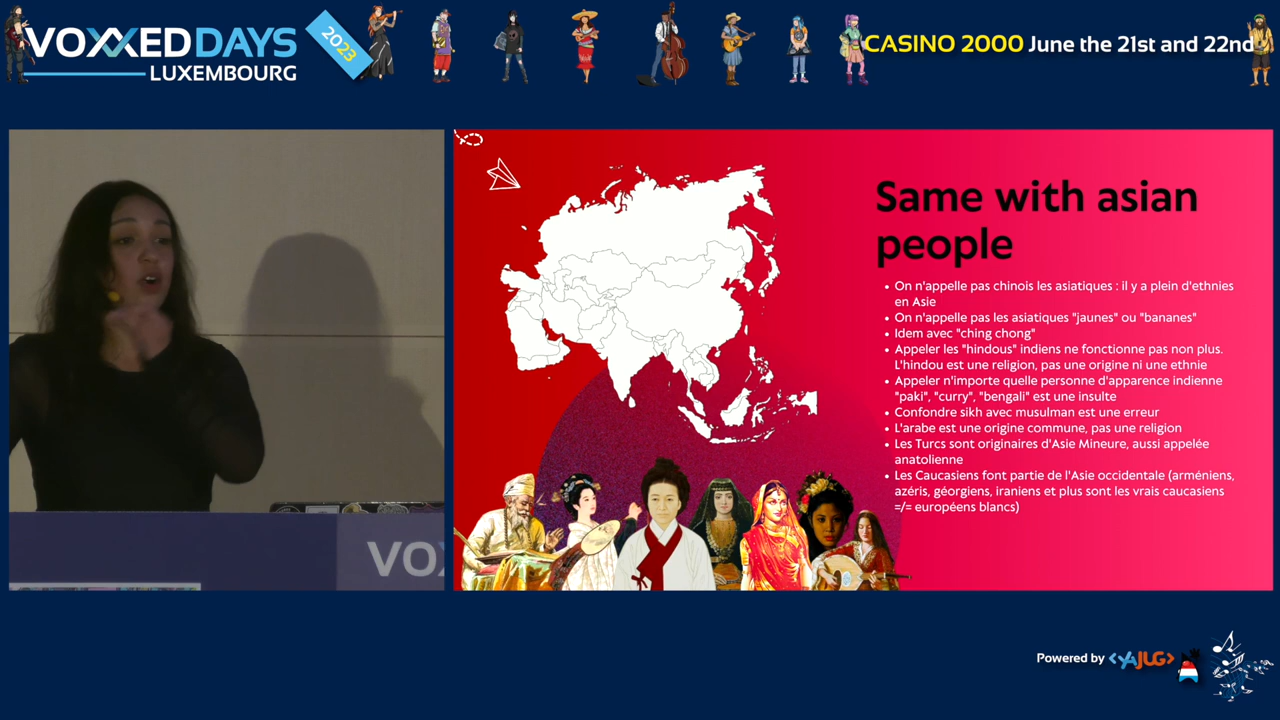 VOXXED DAYS
LUXEMBOURG
2023
CASINO 2000 June the 21st and 22nd
Same with asian
people
• On n'appelle pas chinois les asiatiques : il y a plein d'ethnies
en Asie
• On n'appelle pas les asiatiques "jaunes" ou "bananes"
• Idem avec "ching chong"
• Appeler les "hindous" indiens ne fonctionne pas non plus.
L'hindou est une religion, pas une origine ni une ethnie
• Appeler n'importe quelle personne d'apparence indienne
"paki", "curry", "bengali" est une insulte
• Confondre sikh avec musulman est une erreur
• L'arabe est une origine commune, pas une religion
• Les Turcs sont originaires d'Asie Mineure, aussi appelée
anatolienne
• Les Caucasiens font partie de l'Asie occidentale (arméniens,
azéris, géorgiens, iraniens et plus sont les vrais caucasiens
=/= européens blancs)
VO
Powered by <YAJUG>